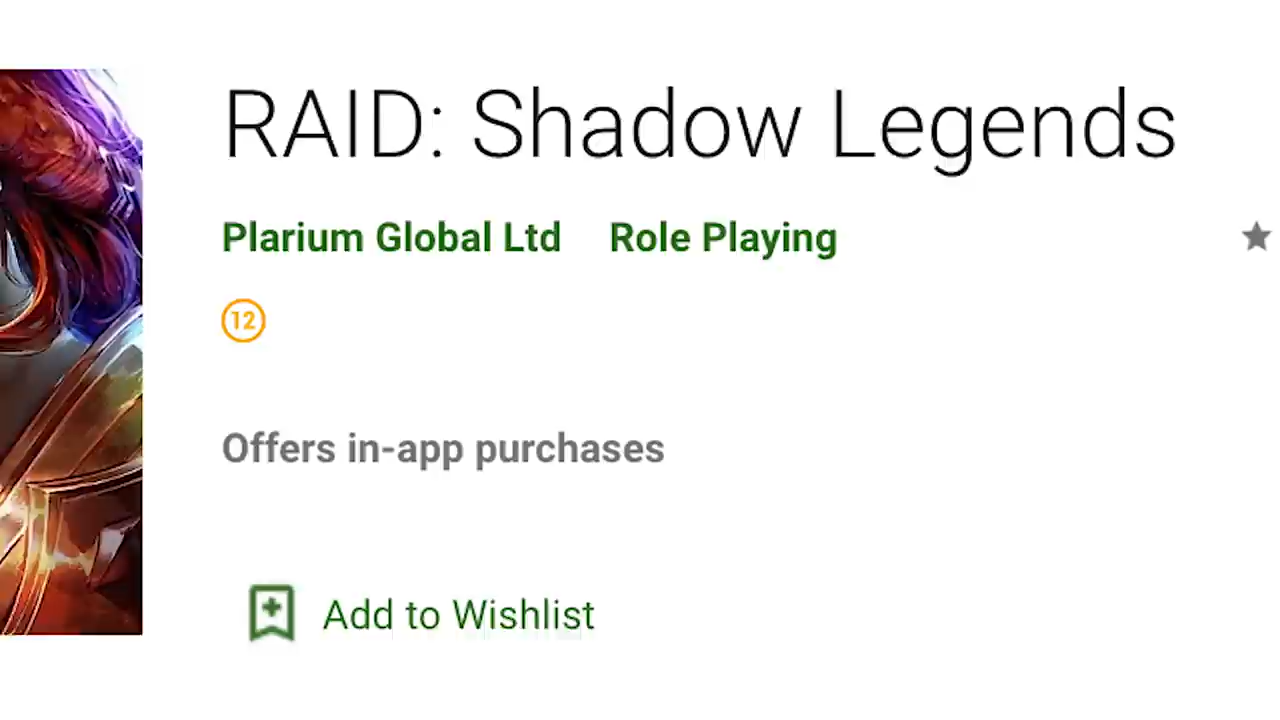 RAID: Shadow Legends
Plarium Global Ltd Role Playing
12
Offers in-app purchases
Add to Wishlist